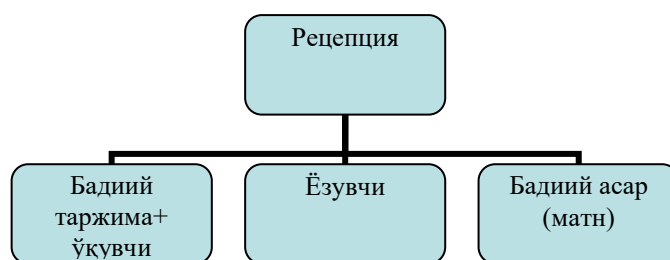 Рецепция
Бадиий
таржима+
ўқувчи
Ёзувчи
Бадиий асар
(матн)